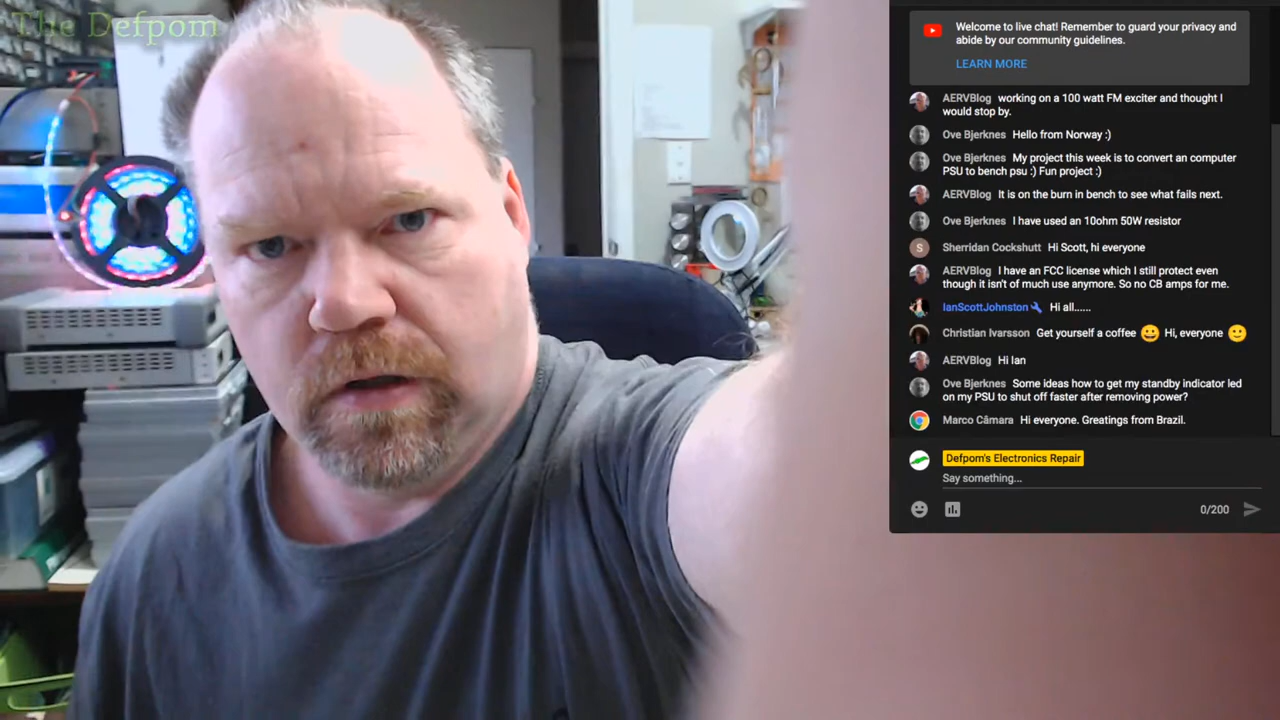 The Defpom
Welcome to live chat! Remember to guard your privacy and
abide by our community guidelines.
LEARN MORE
AERVBlog working on a 100 watt FM exciter and thought I
would stop by.
Ove Bjerknes Hello from Norway :)
Ove Bjerknes My project this week is to convert an computer
PSU to bench psu :) Fun project :)
AERVBlog It is on the burn in bench to see what fails next.
Ove Bjerknes I have used an 10ohm 50W resistor
S Sherridan Cockshutt Hi Scott, hi everyone
AERVBlog I have an FCC license which I still protect even
though it isn't of much use anymore. So no CB amps for me.
IanScottJohnston Hi all......
Christian Ivarsson Get yourself a coffee 😀 Hi, everyone 🙂
AERVBlog Hi Ian
Ove Bjerknes Some ideas how to get my standby indicator led
on my PSU to shut off faster after removing power?
Marco Câmara Hi everyone. Greetings from Brazil.
Defpom's Electronics Repair
Say something...
0/200